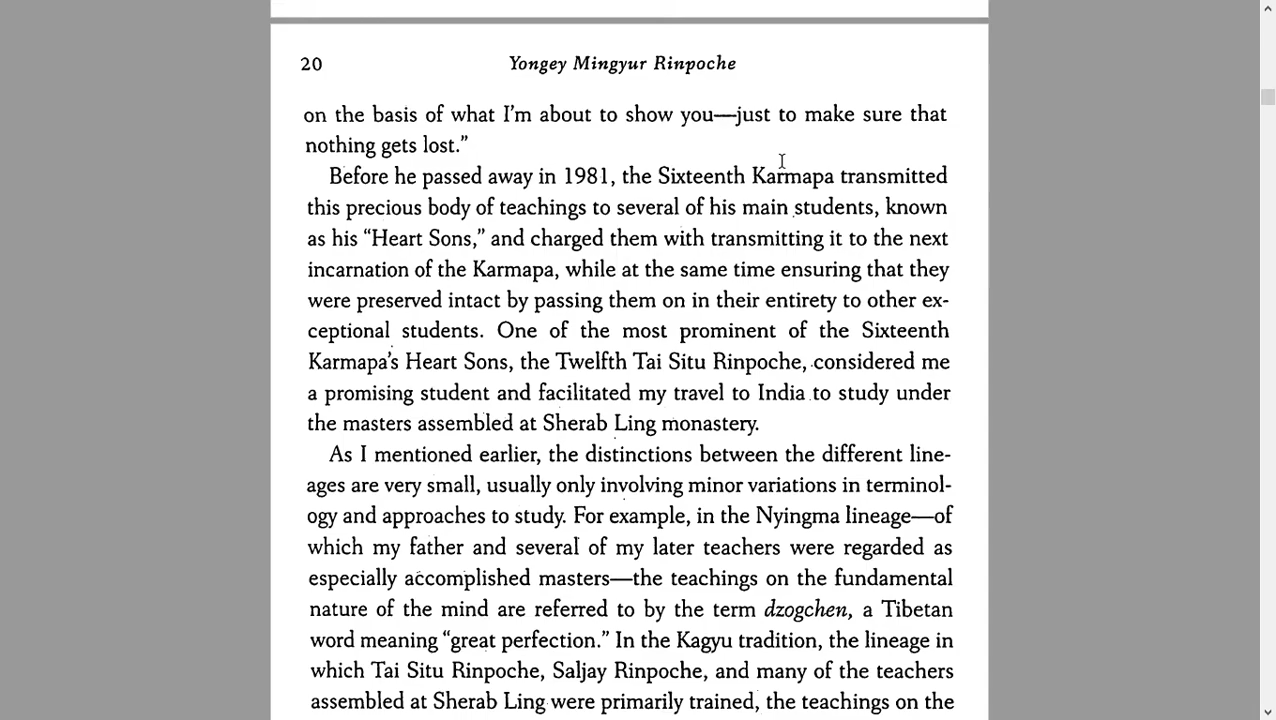 20 Yongey Mingyur Rinpoche
on the basis of what I'm about to show you—just to make sure that
nothing gets lost."
Before he passed away in 1981, the Sixteenth Karmapa transmitted
this precious body of teachings to several of his main students, known
as his "Heart Sons," and charged them with transmitting it to the next
incarnation of the Karmapa, while at the same time ensuring that they
were preserved intact by passing them on in their entirety to other ex-
ceptional students. One of the most prominent of the Sixteenth
Karmapa's Heart Sons, the Twelfth Tai Situ Rinpoche, considered me
a promising student and facilitated my travel to India to study under
the masters assembled at Sherab Ling monastery.
As I mentioned earlier, the distinctions between the different line-
ages are very small, usually only involving minor variations in terminol-
ogy and approaches to study. For example, in the Nyingma lineage—of
which my father and several of my later teachers were regarded as
especially accomplished masters—the teachings on the fundamental
nature of the mind are referred to by the term dzogchen, a Tibetan
word meaning "great perfection." In the Kagyu tradition, the lineage in
which Tai Situ Rinpoche, Saljay Rinpoche, and many of the teachers
assembled at Sherab Ling were primarily trained, the teachings on the